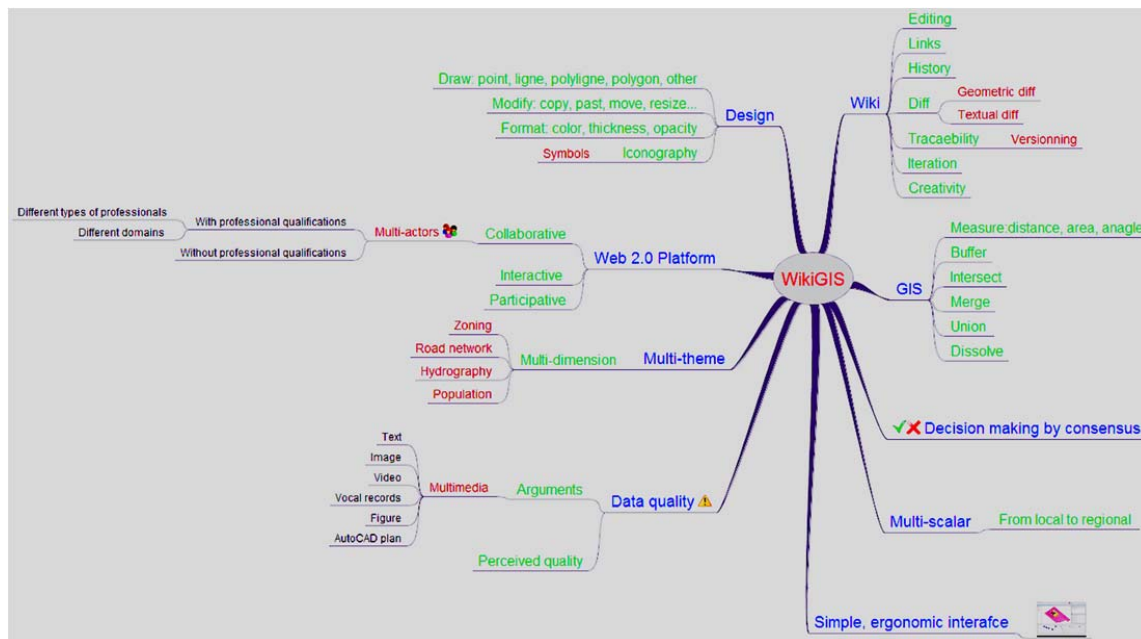 WikiGIS
Wiki
Editing
Links
History
Diff
Geometric diff
Textual diff
Tracaebility
Versionning
Iteration
Creativity
GIS
Measure:distance, area, anagle
Buffer
Intersect
Merge
Union
Dissolve
Decision making by consensus
Multi-scalar
From local to regional
Simple, ergonomic interafce
Design
Draw: point, ligne, polyligne, polygon, other
Modify: copy, past, move, resize...
Format: color, thickness, opacity
Iconography
Symbols
Web 2.0 Platform
Collaborative
Multi-actors
With professional qualifications
Different types of professionals
Different domains
Without professional qualifications
Interactive
Participative
Multi-theme
Multi-dimension
Zoning
Road network
Hydrography
Population
Data quality
Arguments
Multimedia
Text
Image
Video
Vocal records
Figure
AutoCAD plan
Perceived quality